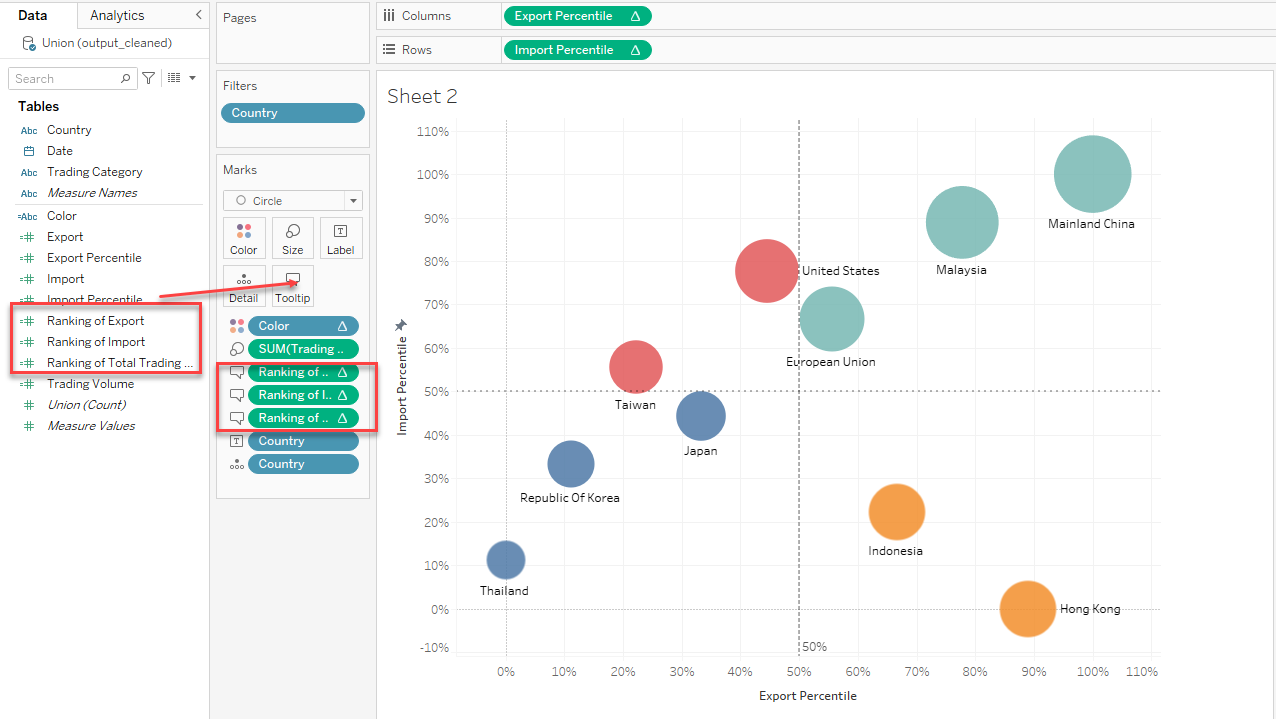 Data
Analytics
Union (output_cleaned)
Search
Tables
Abc Country
Date
Abc Trading Category
Abc Measure Names
=Abc Color
Export
Export Percentile
Import
Import Percentile
Ranking of Export
Ranking of Import
Ranking of Total Trading ...
Trading Volume
Union (Count)
Measure Values
Pages
Filters
Country
Marks
Circle
Color
Size
Label
Detail
Tooltip
Color
SUM(Trading ..
Ranking of ..
Ranking of I..
Ranking of ..
Country
Country
Columns
Export Percentile
Rows
Import Percentile
Sheet 2
110%
100%
90%
80%
70%
60%
50%
40%
30%
20%
10%
0%
-10%
Import Percentile
Mainland China
Malaysia
United States
European Union
Taiwan
Japan
Republic Of Korea
Indonesia
Thailand
Hong Kong
50%
0%
10%
20%
30%
40%
50%
60%
70%
80%
90%
100%
110%
Export Percentile